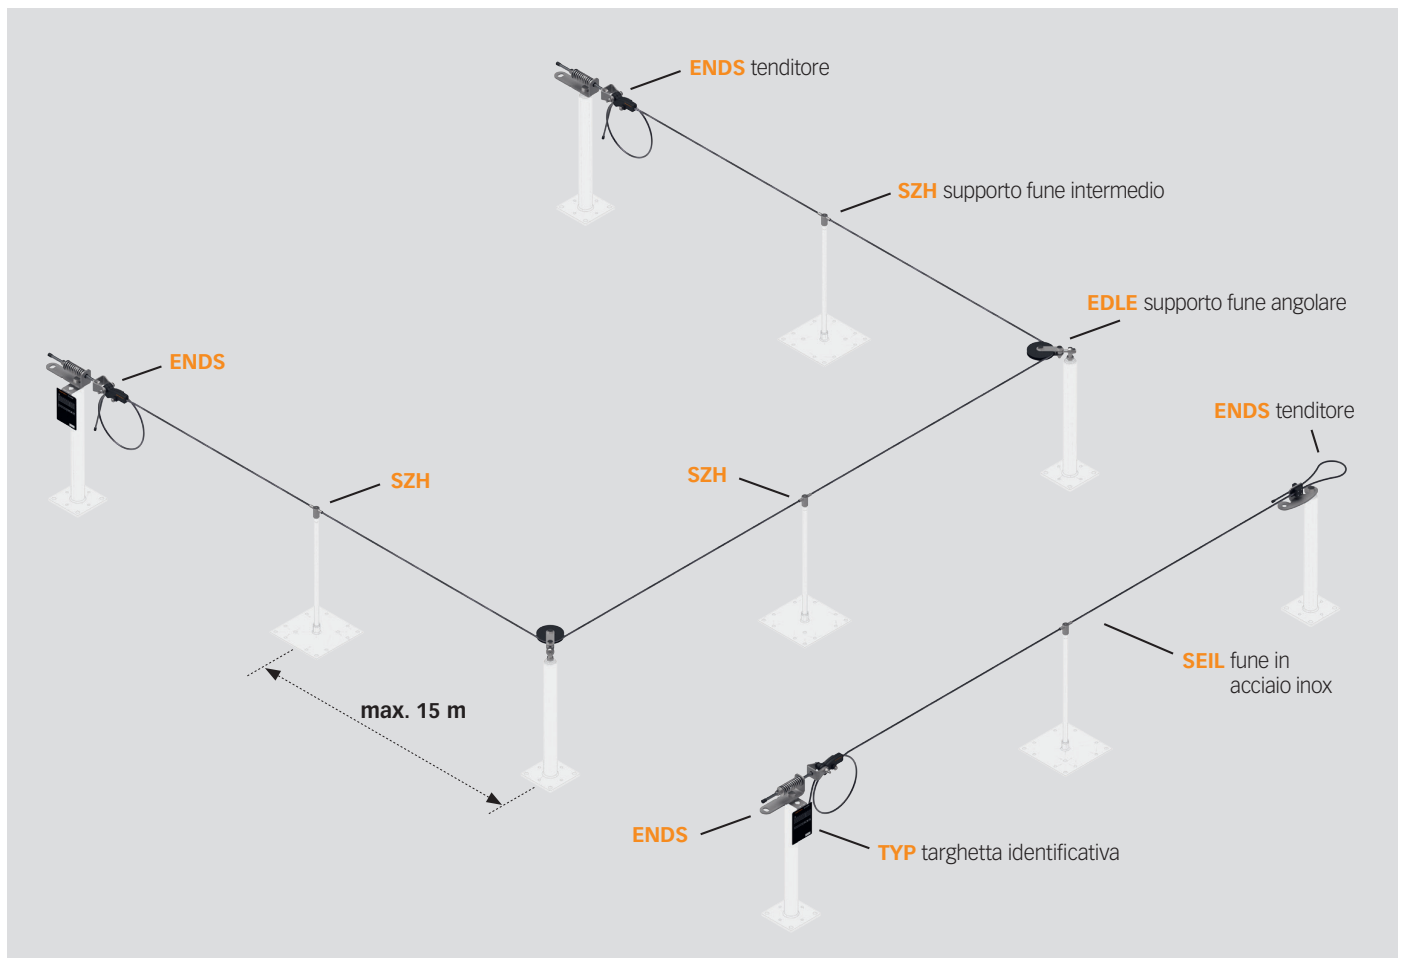 ENDS tenditore
SZH supporto fune intermedio
EDLE supporto fune angolare
ENDS
ENDS tenditore
SZH
SZH
SEIL fune in
acciaio inox
max. 15 m
ENDS
TYP targhetta identificativa